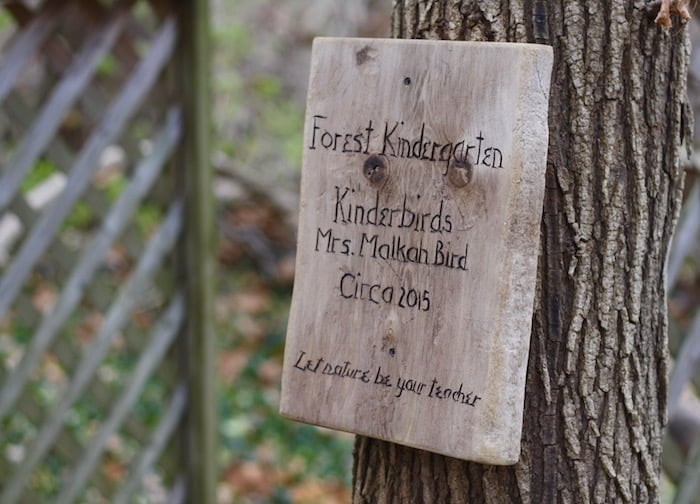 Forest Kindergarten
Kinderbirds
Mrs. Malkah Bird
Circa 2015
Let nature be your teacher